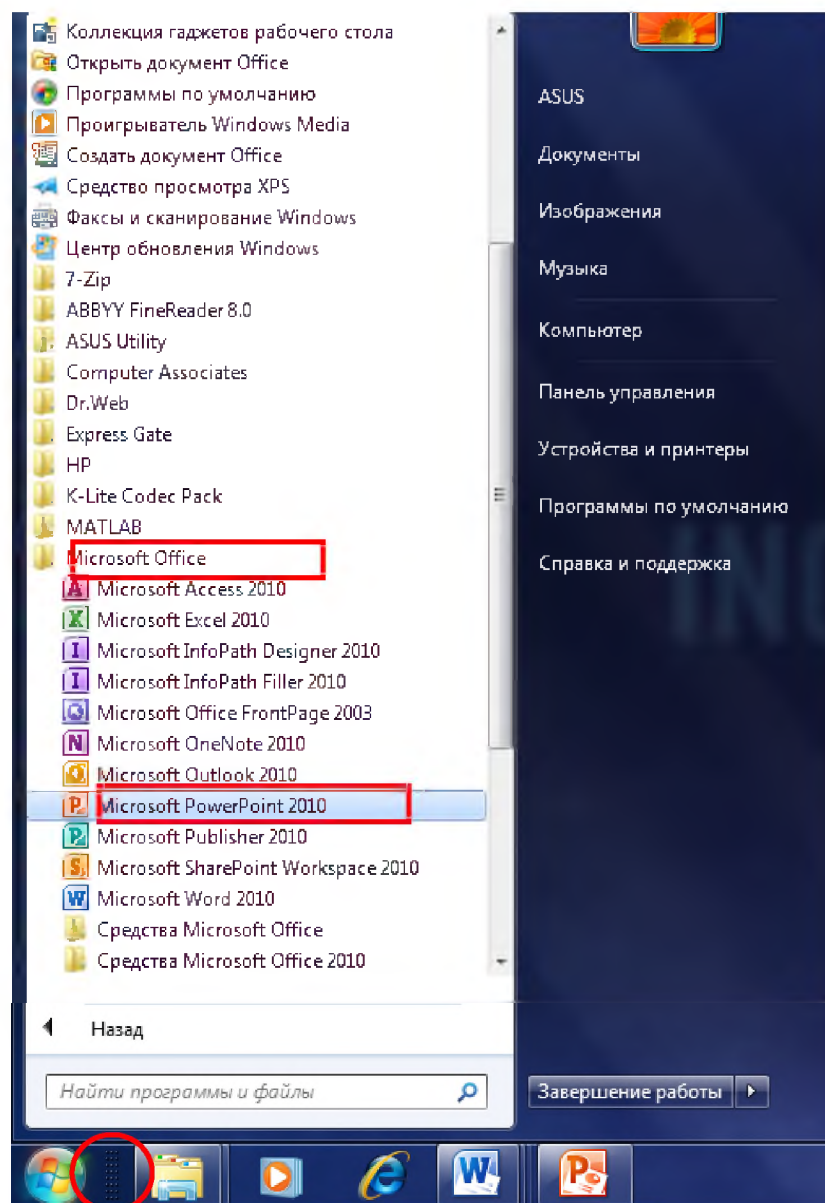 Коллекция гаджетов рабочего стола
Открыть документ Office
Программы по умолчанию
Проигрыватель Windows Media
Создать документ Office
Средство просмотра XPS
Факсы и сканирование Windows
Центр обновления Windows
7-Zip
ABBYY FineReader 8.0
ASUS Utility
Computer Associates
Dr.Web
Express Gate
HP
K-Lite Codec Pack
MATLAB
Microsoft Office
Microsoft Access 2010
Microsoft Excel 2010
Microsoft InfoPath Designer 2010
Microsoft InfoPath Filler 2010
Microsoft Office FrontPage 2003
Microsoft OneNote 2010
Microsoft Outlook 2010
Microsoft PowerPoint 2010
Microsoft Publisher 2010
Microsoft SharePoint Workspace 2010
Microsoft Word 2010
Средства Microsoft Office
Средства Microsoft Office 2010
Назад
Найти программы и файлы
ASUS
Документы
Изображения
Музыка
Компьютер
Панель управления
Устройства и принтеры
Программы по умолчанию
Справка и поддержка
Завершение работы